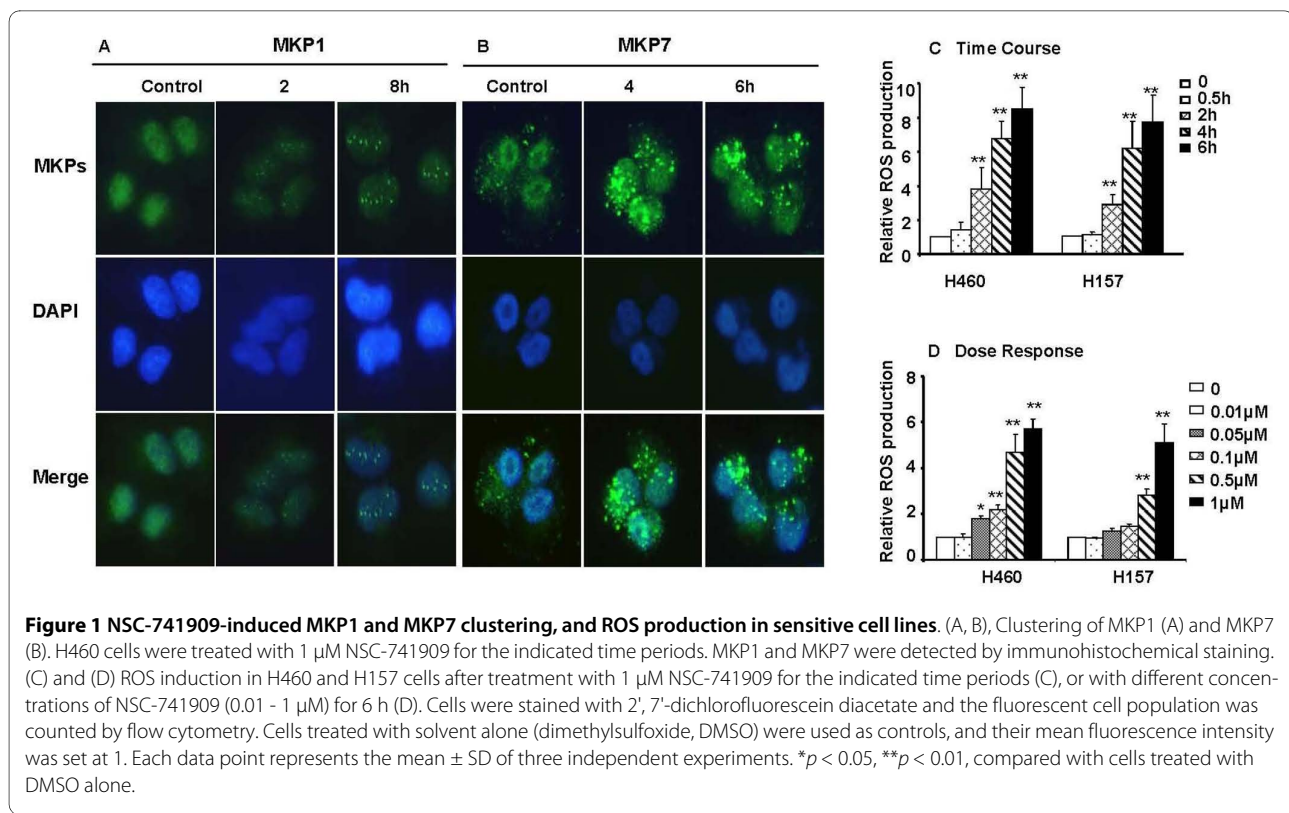 A MKP1 B MKP7
Control 2 8h Control 4 6h
MKPs
DAPI
Merge
C Time Course
Relative ROS production
10
8
6
4
2
0
** ** ** ** ** **
H460 H157
0
0.5h
2h
4h
6h
D Dose Response
Relative ROS production
8
6
4
2
0
* ** ** ** ** **
H460 H157
0
0.01µM
0.05µM
0.1µM
0.5µM
1µM
Figure 1 NSC-741909-induced MKP1 and MKP7 clustering, and ROS production in sensitive cell lines. (A, B), Clustering of MKP1 (A) and MKP7
(B). H460 cells were treated with 1 μM NSC-741909 for the indicated time periods. MKP1 and MKP7 were detected by immunohistochemical staining.
(C) and (D) ROS induction in H460 and H157 cells after treatment with 1 μM NSC-741909 for the indicated time periods (C), or with different concen-
trations of NSC-741909 (0.01 - 1 μM) for 6 h (D). Cells were stained with 2', 7'-dichlorofluorescein diacetate and the fluorescent cell population was
counted by flow cytometry. Cells treated with solvent alone (dimethylsulfoxide, DMSO) were used as controls, and their mean fluorescence intensity
was set at 1. Each data point represents the mean ± SD of three independent experiments. *p < 0.05, **p < 0.01, compared with cells treated with
DMSO alone.